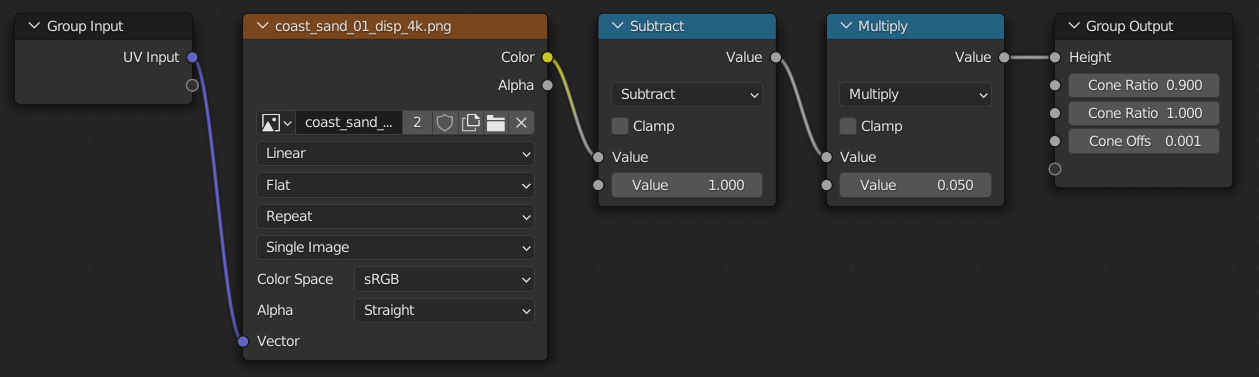 Group Input
UV Input
coast_sand_01_disp_4k.png
Color
Alpha
coast_sand_... 2
Linear
Flat
Repeat
Single Image
Color Space sRGB
Alpha Straight
Vector
Subtract
Value
Subtract
Clamp
Value
Value 1.000
Multiply
Value
Multiply
Clamp
Value
Value 0.050
Group Output
Height
Cone Ratio 0.900
Cone Ratio 1.000
Cone Offs 0.001